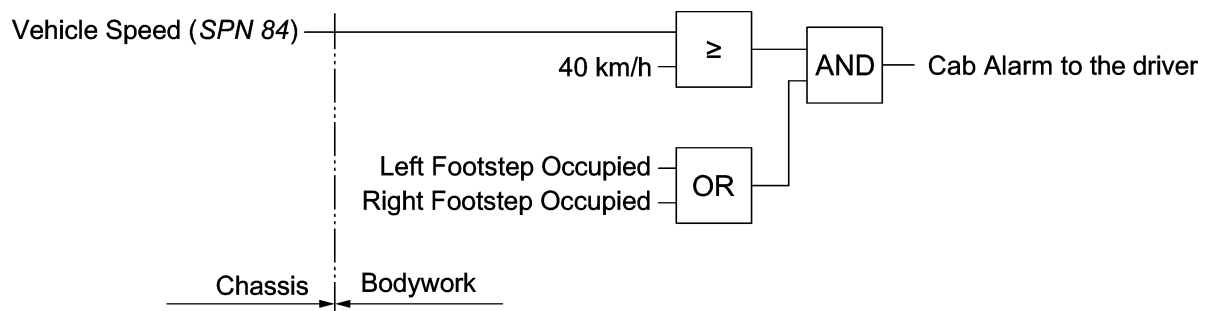 Vehicle Speed (SPN 84)
≥
40 km/h
AND
Cab Alarm to the driver
Left Footstep Occupied
OR
Right Footstep Occupied
Chassis
Bodywork